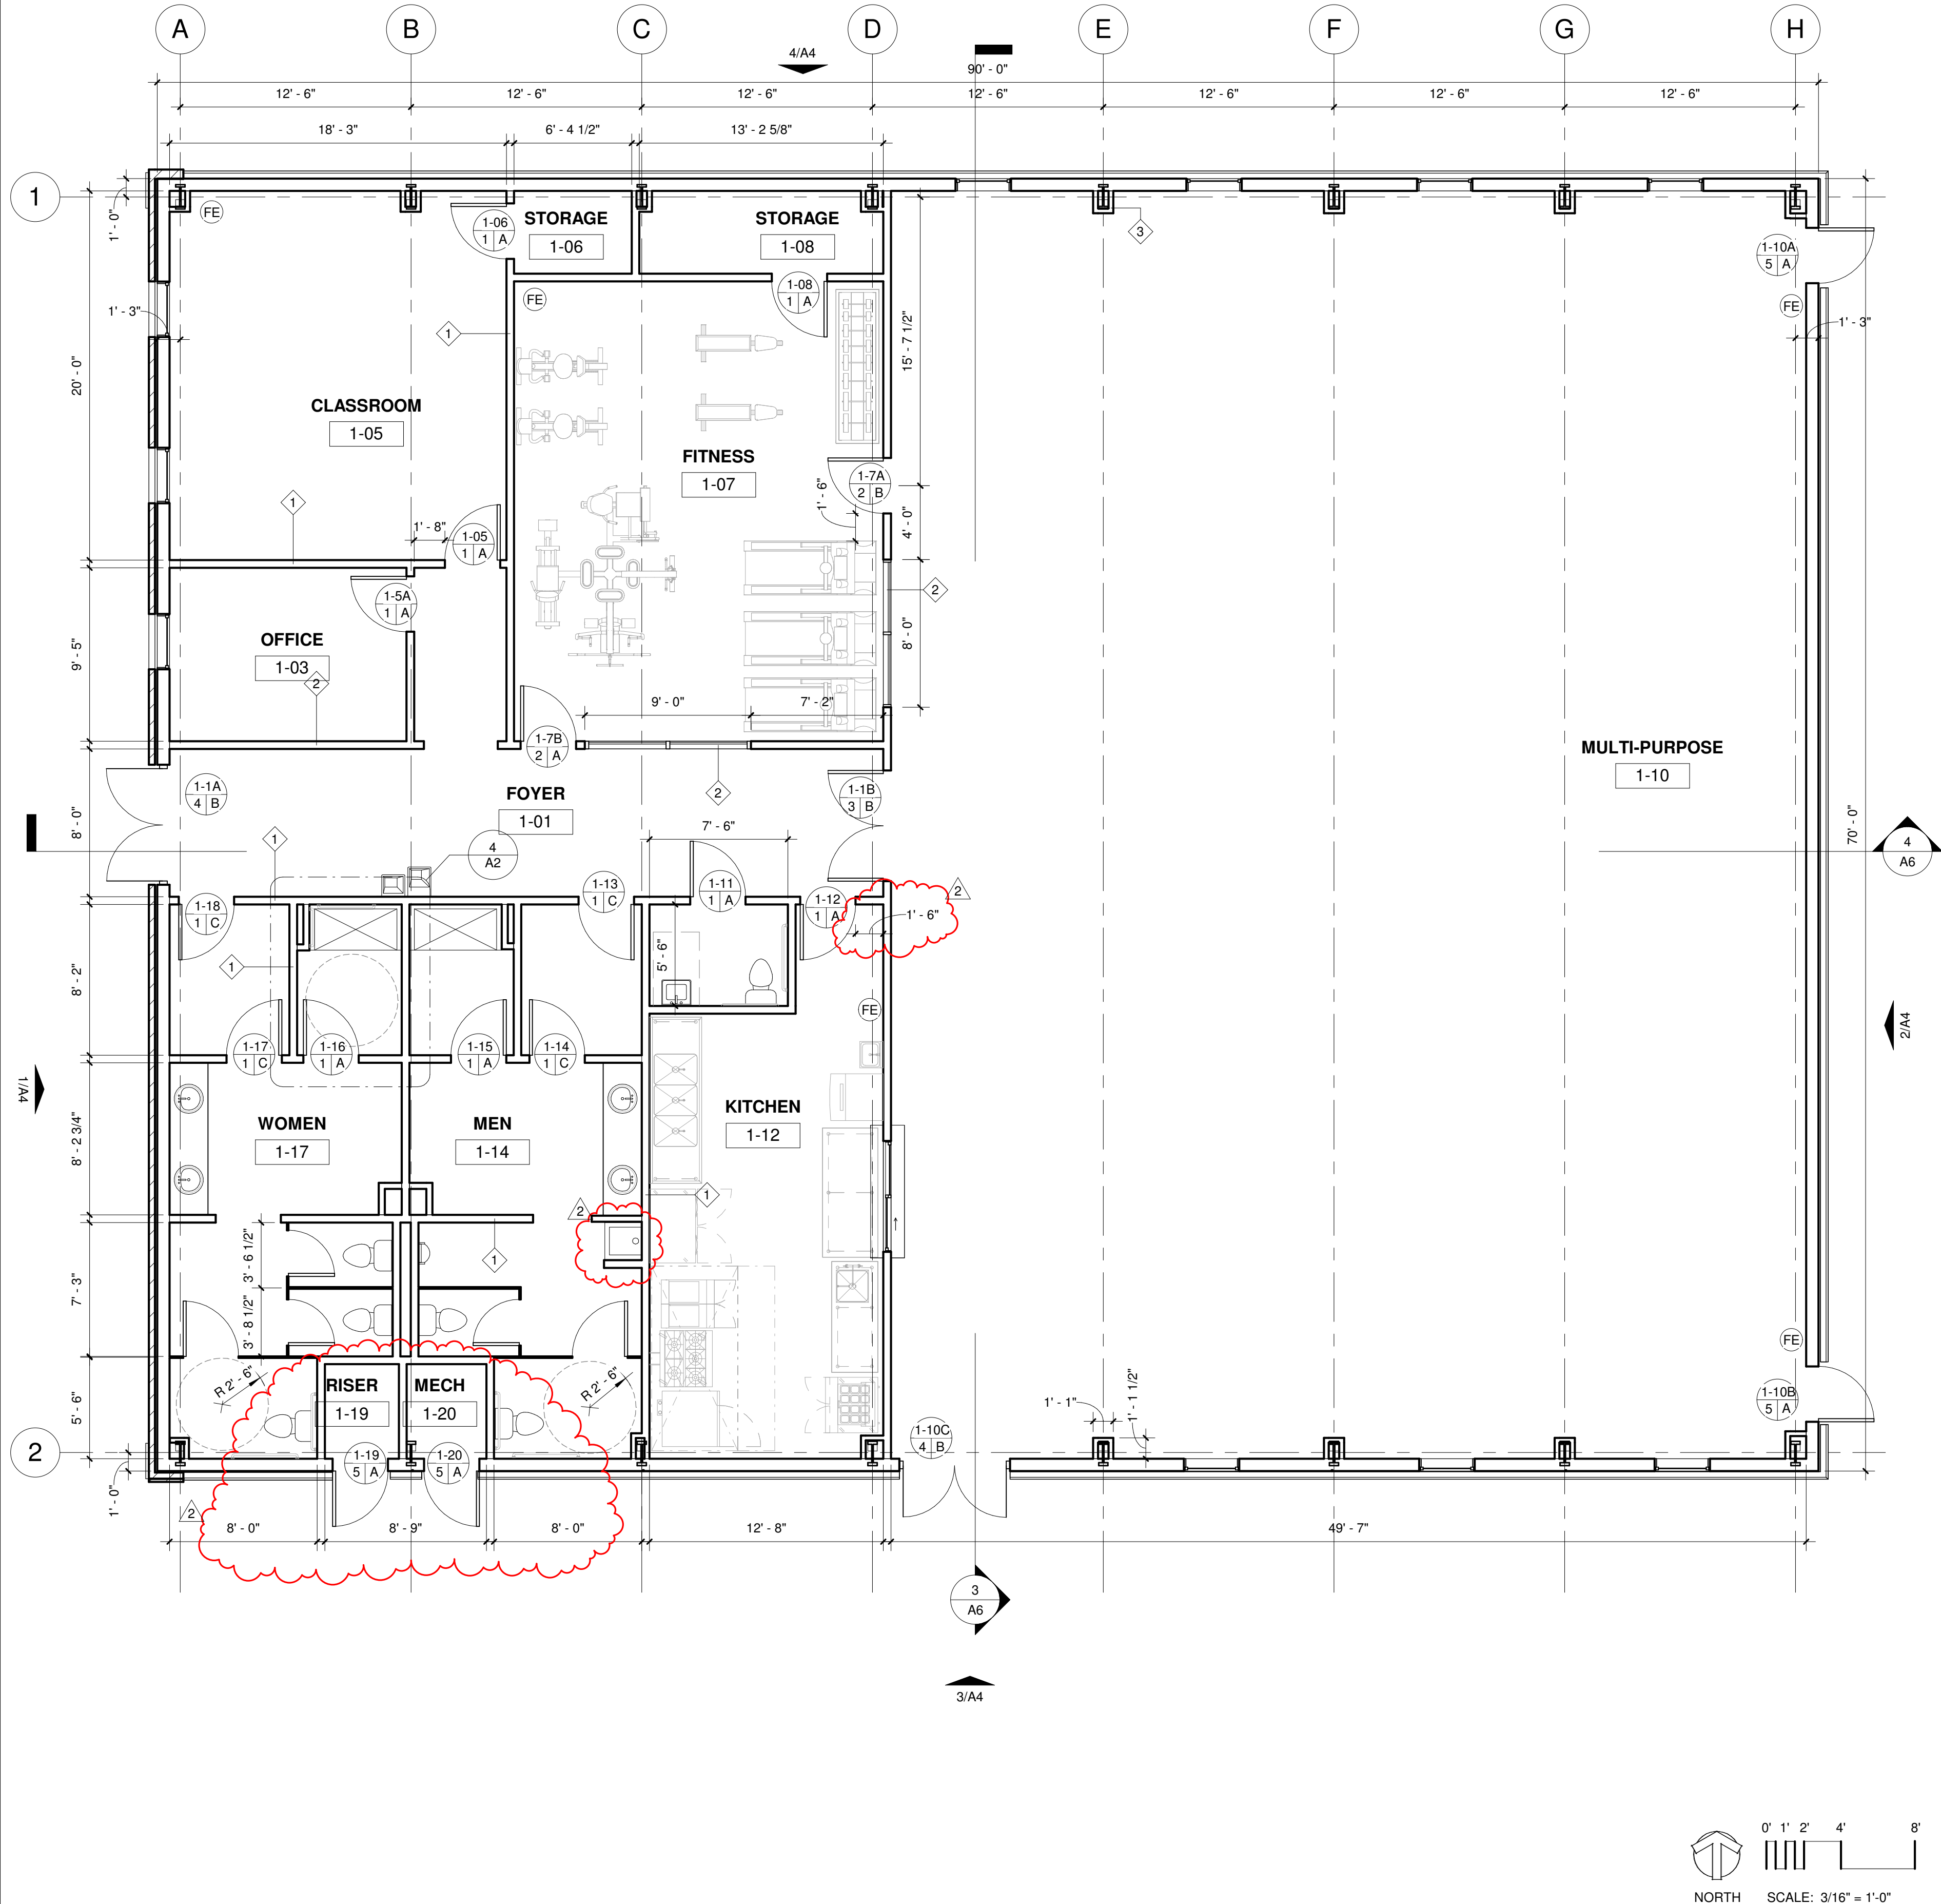 A B C D E F G H
4/A4
90' - 0"
12' - 6" 12' - 6" 12' - 6" 12' - 6" 12' - 6" 12' - 6" 12' - 6"
18' - 3" 6' - 4 1/2" 13' - 2 5/8"
1
1' - 0"
FE
1-06
1 A
STORAGE
1-06
STORAGE
1-08
3
1-10A
5 A
1-08
1 A
FE
FE
1' - 3"
1' - 3"
1
15' - 7 1/2"
20' - 0"
CLASSROOM
1-05
FITNESS
1-07
1-7A
2 B
1' - 6"
1
1' - 8"
1-05
1 A
4' - 0"
1-5A
1 A
2
OFFICE
1-03
2
9' - 5"
8' - 0"
9' - 0" 7' - 2"
1-7B
2 A
MULTI-PURPOSE
1-10
1-1A
4 B
FOYER
1-01
2
1-1B
3 B
8' - 0"
1
7' - 6"
4
A2
70' - 0"
4
A6
1-18
1 C
1-13
1 C
1-11
1 A
1-12
1 A
2
1' - 6"
1
8' - 2"
5' - 6"
FE
2/A4
1-17
1 C
1-16
1 A
1-15
1 A
1-14
1 C
1/A4
WOMEN
1-17
MEN
1-14
KITCHEN
1-12
8' - 2 3/4"
1
2
1
3' - 6 1/2"
7' - 3"
3' - 8 1/2"
FE
R 2' - 6"
RISER
1-19
MECH
1-20
R 2' - 6"
5' - 6"
1' - 1"
1' - 1 1/2"
1-10B
5 A
2
1-19
5 A
1-20
5 A
1-10C
4 B
1' - 0"
2
8' - 0" 8' - 9" 8' - 0" 12' - 8" 49' - 7"
3
A6
3/A4
0' 1' 2' 4' 8'
NORTH SCALE: 3/16" = 1'-0"